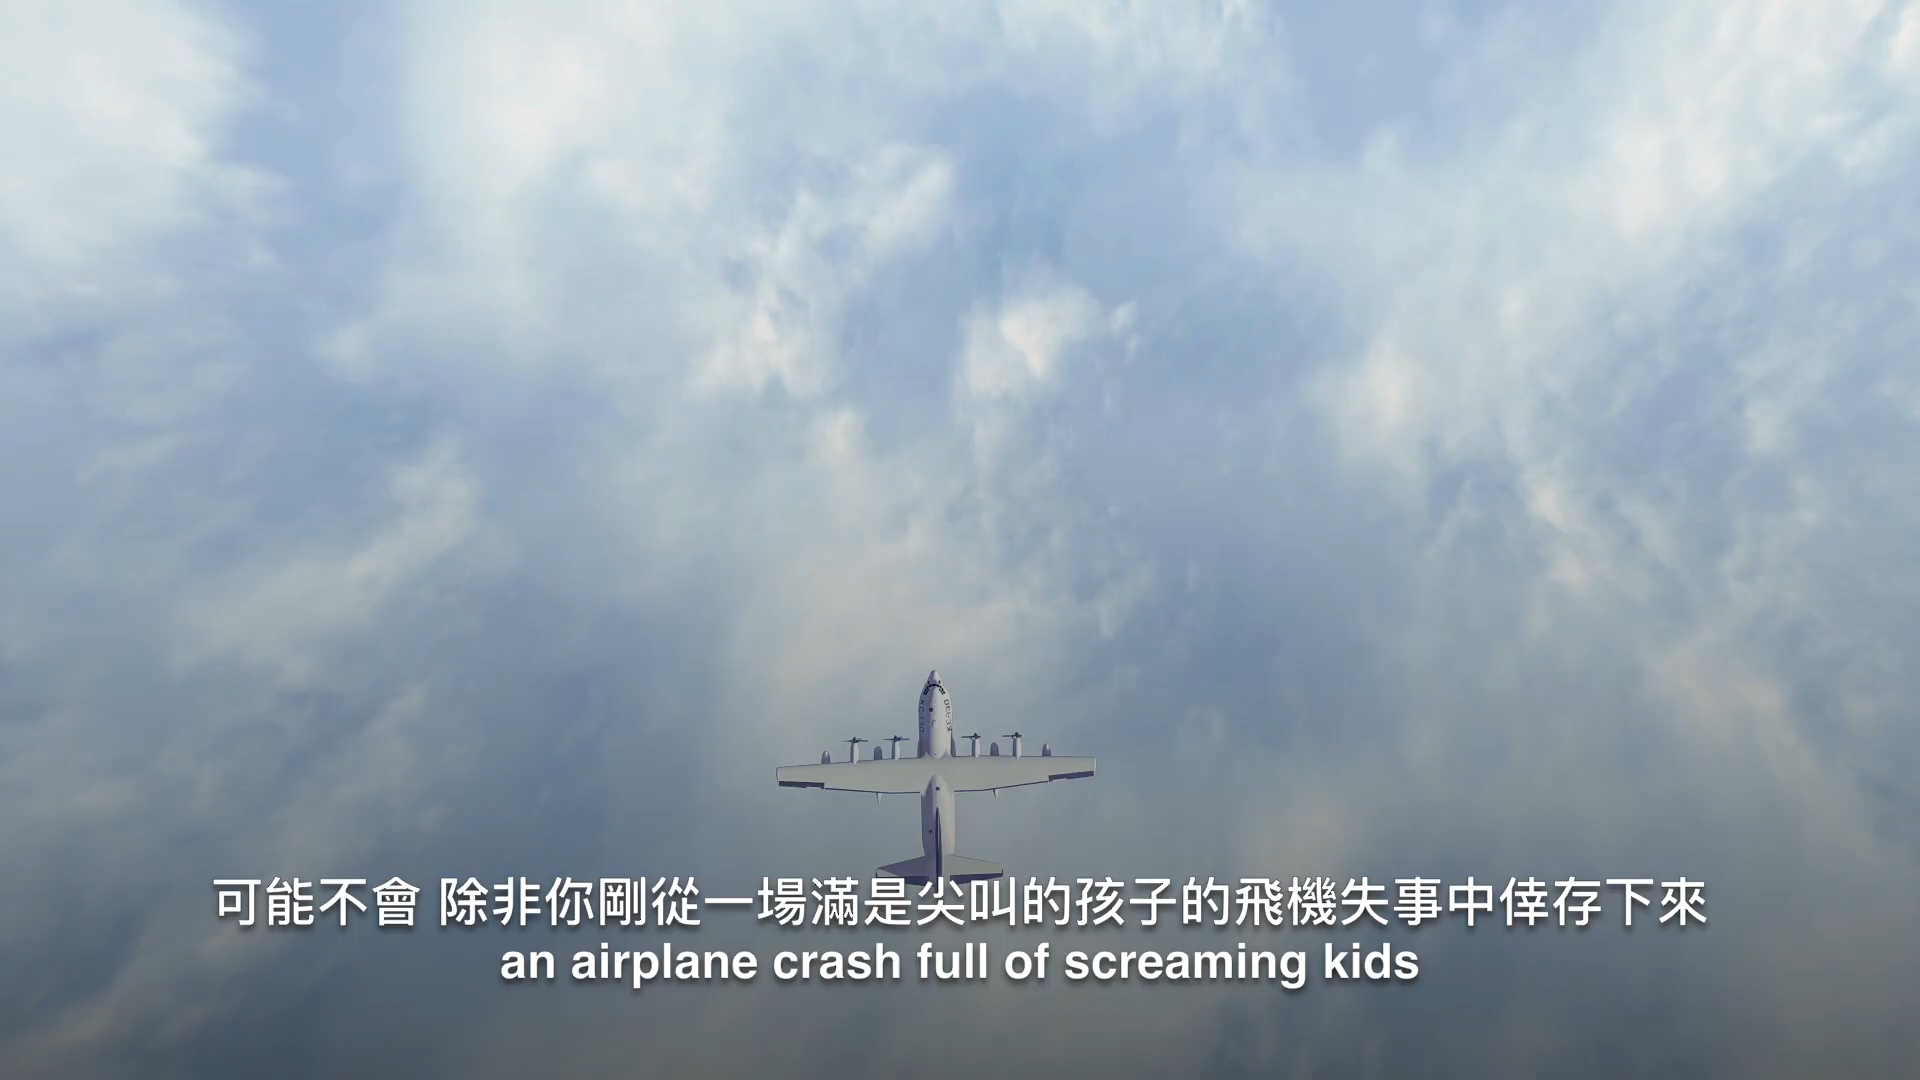 可能不會 除非你剛從一場滿是尖叫的孩子的飛機失事中倖存下來
an airplane crash full of screaming kids